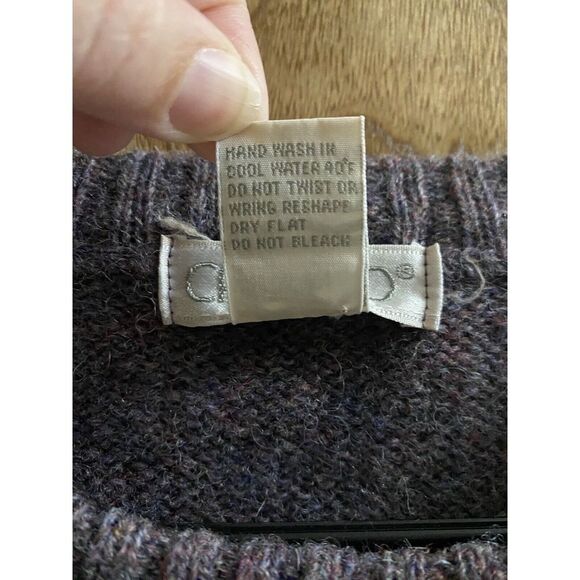 HAND WASH IN
COOL WATER 40°F
DO NOT TWIST OR
WRING RESHAPE
DRY FLAT
DO NOT BLEACH